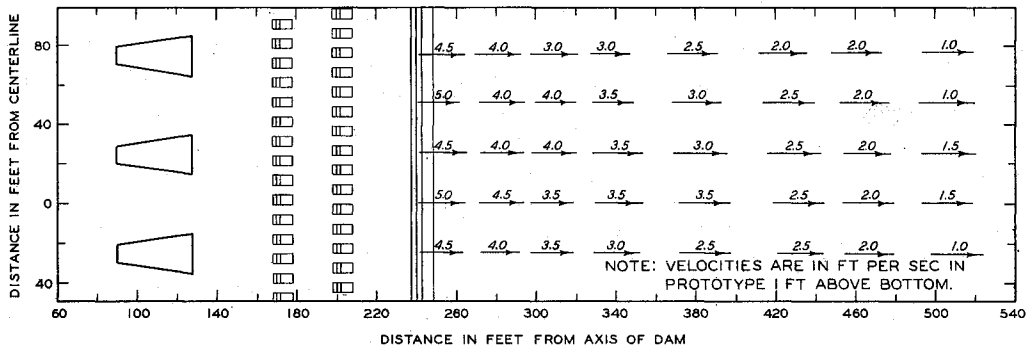 DISTANCE IN FEET FROM CENTERLINE
80
4.5 4.0 3.0 3.0 2.5 2.0 2.0 1.0
5.0 4.0 4.0 3.5 3.0 2.5 2.0 1.0
40
4.5 4.0 4.0 3.5 3.0 2.5 2.0 1.5
0
5.0 4.0 3.5 3.5 3.5 2.5 2.0 1.5
4.5 4.0 3.5 3.0 2.5 2.5 2.0 1.0
NOTE: VELOCITIES ARE IN FT PER SEC IN
PROTOTYPE 1 FT ABOVE BOTTOM.
40
60 100 140 180 220 260 300 340 380 420 460 500 540
DISTANCE IN FEET FROM AXIS OF DAM